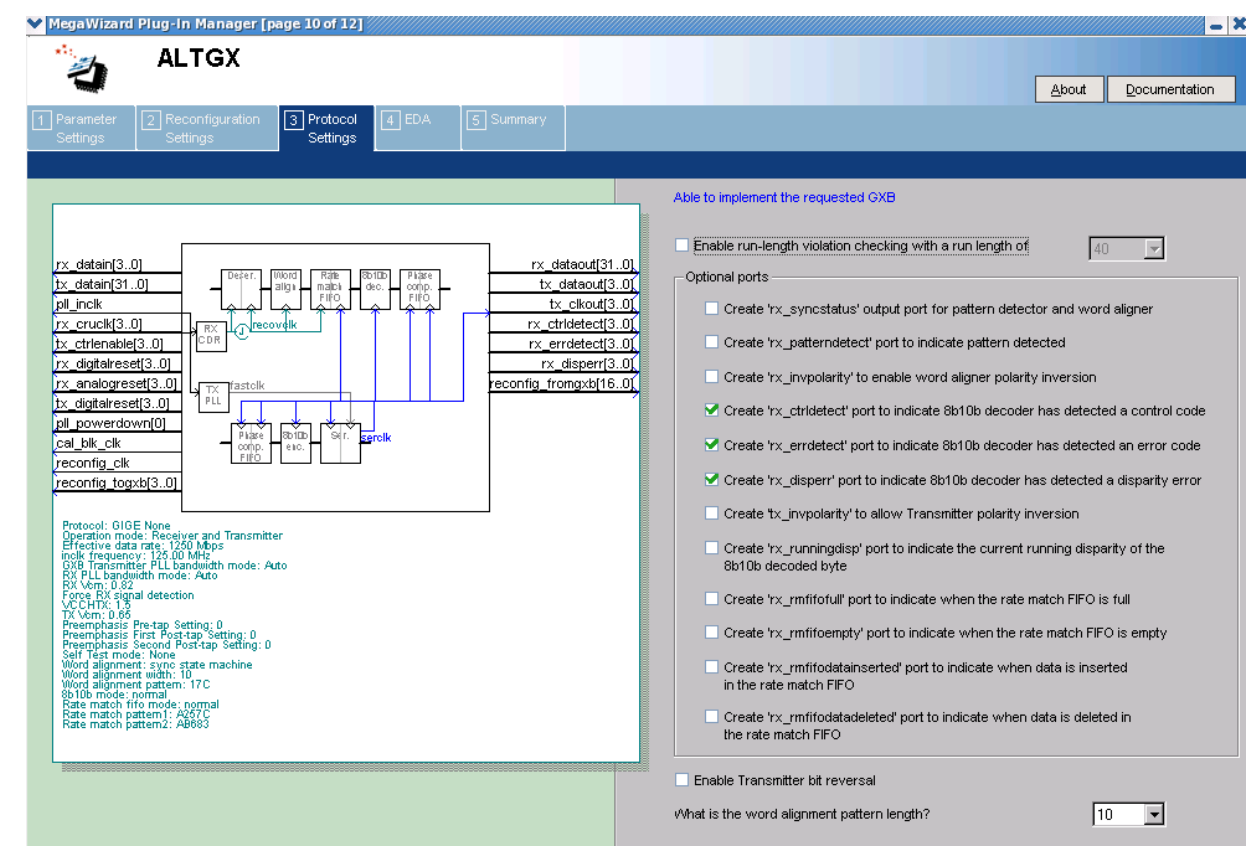 MegaWizard Plug-In Manager [page 10 of 12]
ALTGX
About
Documentation
1 Parameter Settings
2 Reconfiguration Settings
3 Protocol Settings
4 EDA
5 Summary
rx_datain[3..0]
tx_datain[31..0]
pll_inclk
rx_cruclk[3..0]
tx_ctrlenable[3..0]
rx_digitalreset[3..0]
rx_analogreset[3..0]
tx_digitalreset[3..0]
pll_powerdown[0]
cal_blk_clk
reconfig_clk
reconfig_togxb[3..0]
Deser.
Word align.
Rate match FIFO
8b10b dec.
Phase comp. FIFO
RX CDR
recovclk
TX PLL
fastclk
Phase comp. FIFO
8b10b enc.
Ser.
serclk
rx_dataout[31..0]
tx_dataout[3..0]
tx_clkout[3..0]
rx_ctrldetect[3..0]
rx_errdetect[3..0]
rx_disperr[3..0]
reconfig_fromgxb[16..0]
Protocol: GIGE None
Operation mode: Receiver and Transmitter
Effective data rate: 1250 Mbps
inclk frequency: 125.00 MHz
GXB Transmitter PLL bandwidth mode: Auto
RX PLL bandwidth mode: Auto
RX Vcm: 0.82
Force RX signal detection
VCCHTX: 1.5
TX Vcm: 0.65
Preemphasis Pre-tap Setting: 0
Preemphasis First Post-tap Setting: 0
Preemphasis Second Post-tap Setting: 0
Self Test mode: None
Word alignment: sync state machine
Word alignment width: 10
Word alignment pattern: 17C
8b10b mode: normal
Rate match fifo mode: normal
Rate match pattern1: A257C
Rate match pattern2: AB683
Able to implement the requested GXB
Enable run-length violation checking with a run length of
40
Optional ports
Create 'rx_syncstatus' output port for pattern detector and word aligner
Create 'rx_patterndetect' port to indicate pattern detected
Create 'rx_invpolarity' to enable word aligner polarity inversion
Create 'rx_ctrldetect' port to indicate 8b10b decoder has detected a control code
Create 'rx_errdetect' port to indicate 8b10b decoder has detected an error code
Create 'rx_disperr' port to indicate 8b10b decoder has detected a disparity error
Create 'tx_invpolarity' to allow Transmitter polarity inversion
Create 'rx_runningdisp' port to indicate the current running disparity of the
8b10b decoded byte
Create 'rx_rmfifofull' port to indicate when the rate match FIFO is full
Create 'rx_rmfifoempty' port to indicate when the rate match FIFO is empty
Create 'rx_rmfifodatainserted' port to indicate when data is inserted
in the rate match FIFO
Create 'rx_rmfifodatadeleted' port to indicate when data is deleted in
the rate match FIFO
Enable Transmitter bit reversal
What is the word alignment pattern length?
10